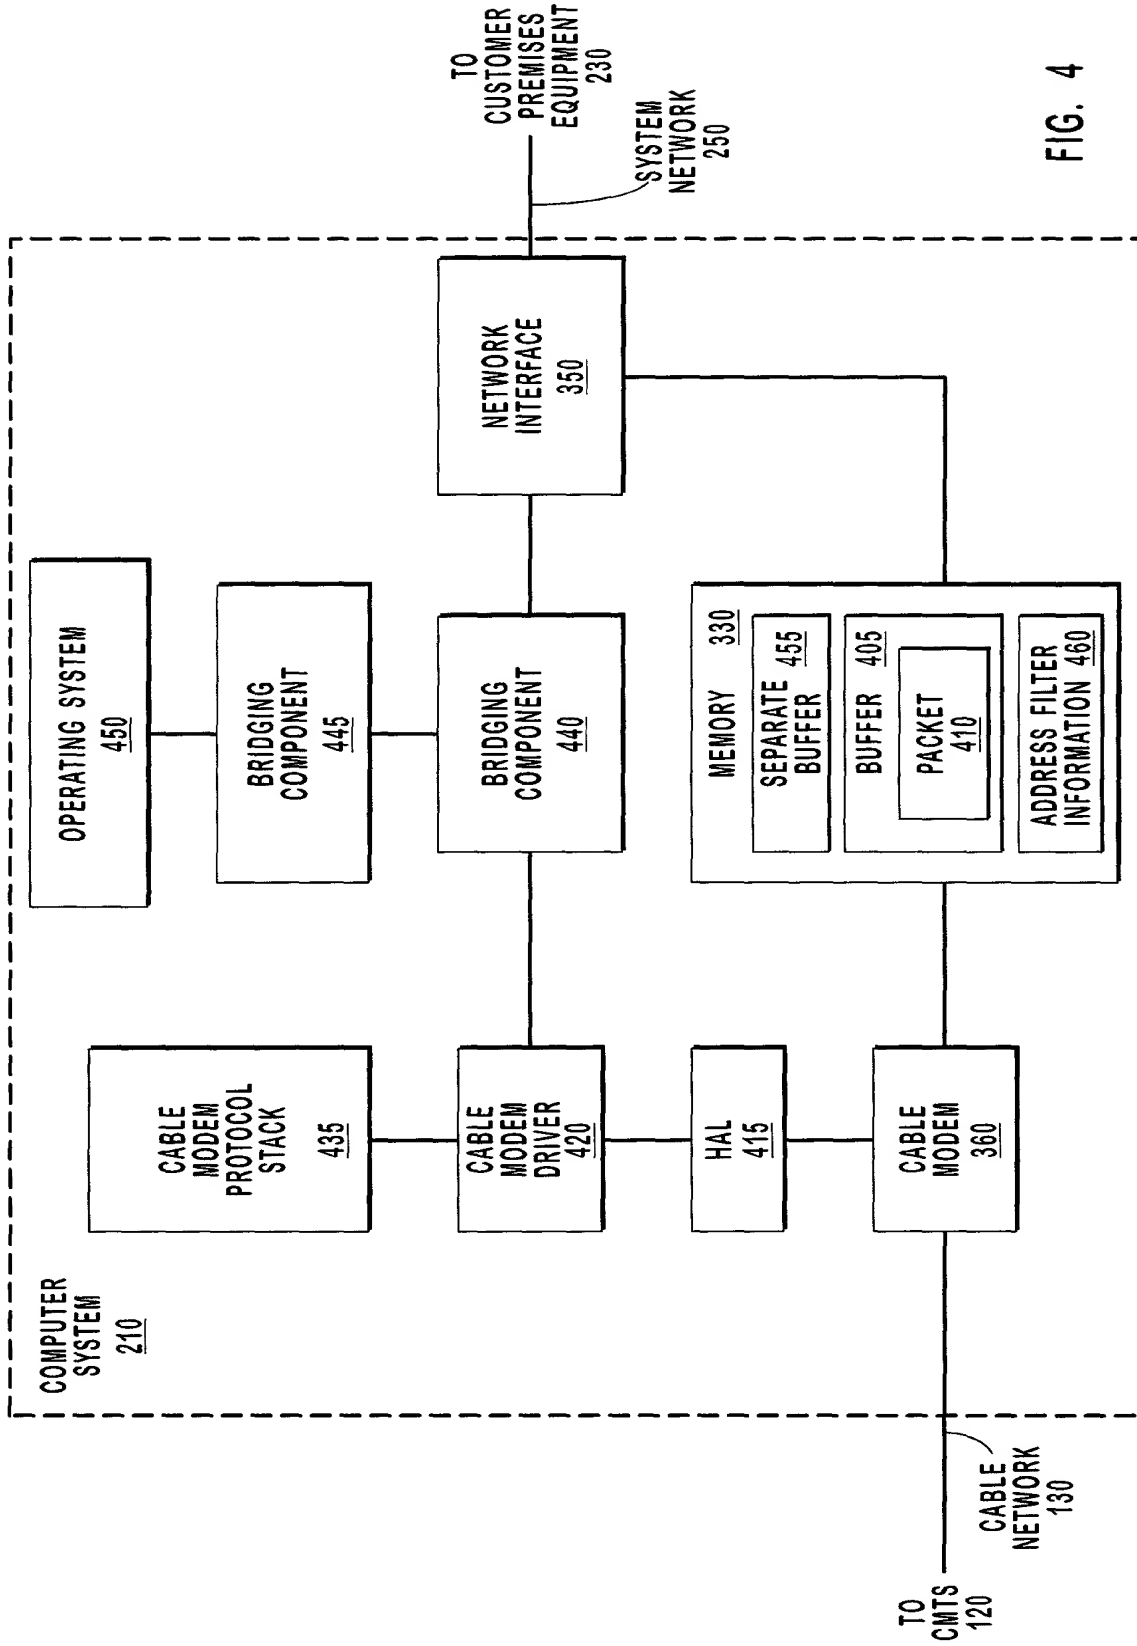 COMPUTER
SYSTEM
210
OPERATING SYSTEM
450
CABLE
MODEM
PROTOCOL
STACK
435
BRIDGING
COMPONENT
445
CABLE
MODEM
DRIVER
420
BRIDGING
COMPONENT
440
NETWORK
INTERFACE
350
TO
CUSTOMER
PREMISES
EQUIPMENT
230
SYSTEM
NETWORK
250
HAL
415
MEMORY 330
SEPARATE
BUFFER 455
BUFFER 405
PACKET
410
ADDRESS FILTER
INFORMATION 460
CABLE
MODEM
360
TO
CMTS
120
CABLE
NETWORK
130
FIG. 4